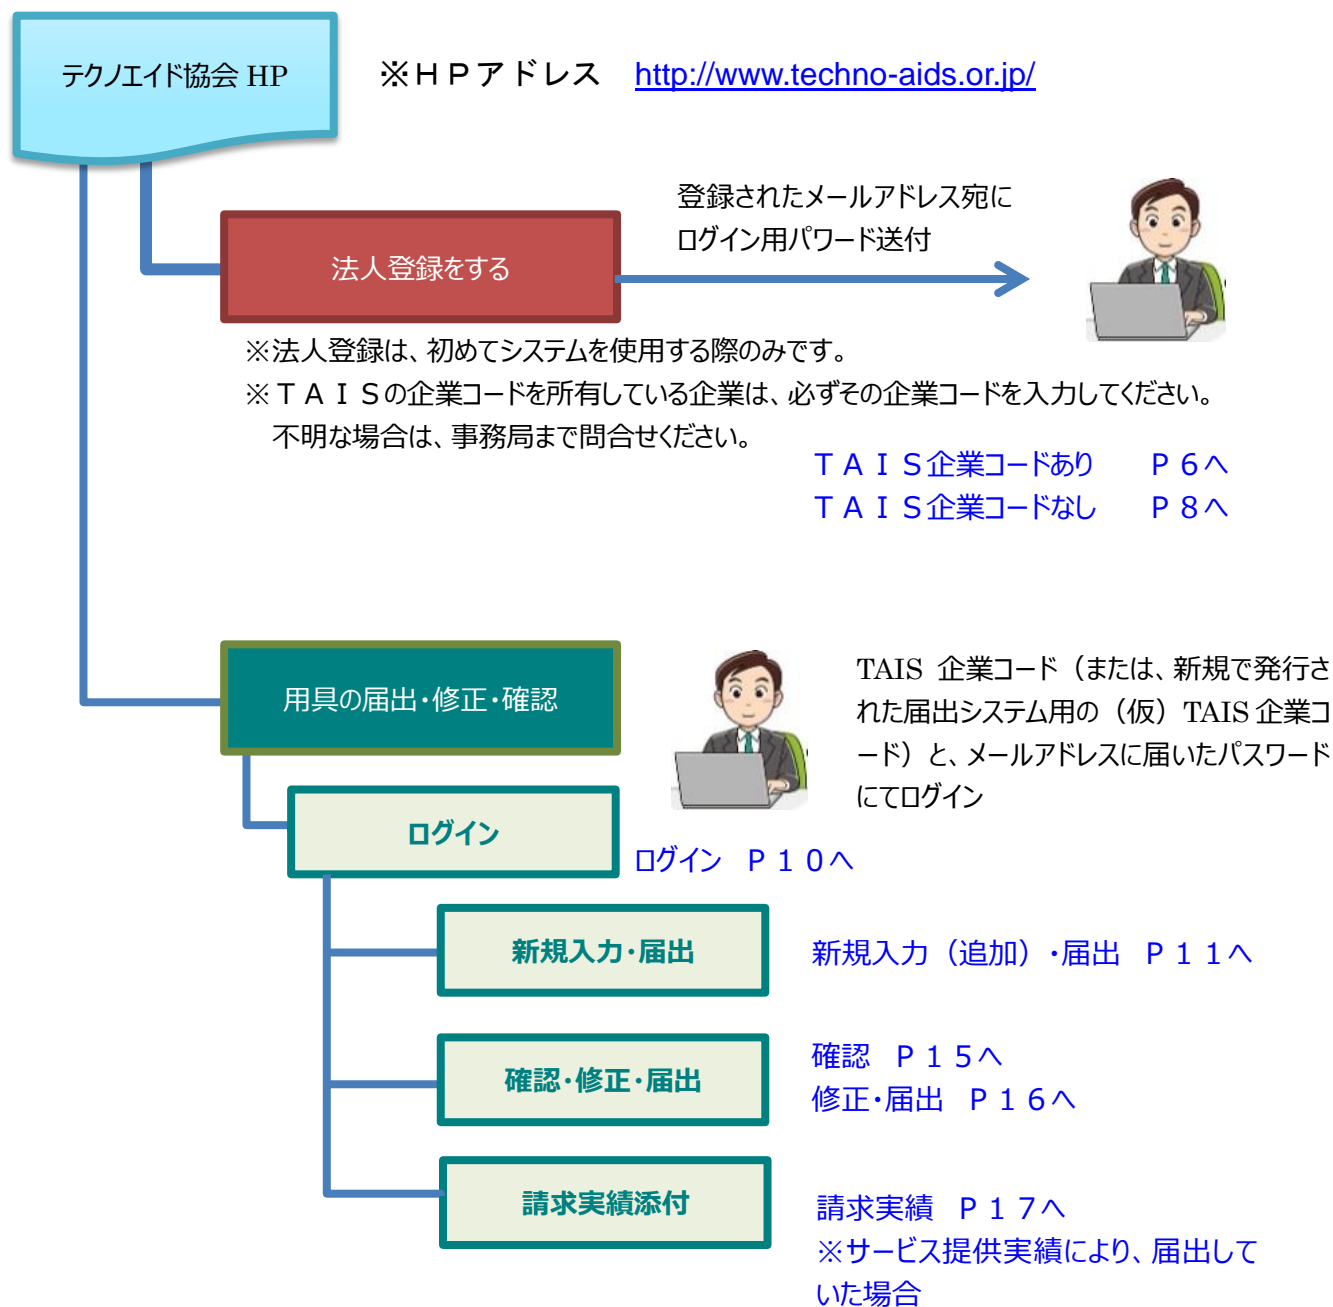 テクノエイド協会 HP
※ＨＰアドレス　http://www.techno-aids.or.jp/
登録されたメールアドレス宛に
ログイン用パワード送付
法人登録をする
※法人登録は、初めてシステムを使用する際のみです。
※ＴＡＩＳの企業コードを所有している企業は、必ずその企業コードを入力してください。
不明な場合は、事務局まで問合せください。
ＴＡＩＳ企業コードあり　　Ｐ６へ
ＴＡＩＳ企業コードなし　　Ｐ８へ
用具の届出・修正・確認
TAIS 企業コード（または、新規で発行さ
れた届出システム用の（仮）TAIS 企業コ
ード）と、メールアドレスに届いたパスワード
にてログイン
ログイン
ログイン　Ｐ１０へ
新規入力・届出
新規入力（追加）・届出　Ｐ１１へ
確認・修正・届出
確認　Ｐ１５へ
修正・届出　Ｐ１６へ
請求実績添付
請求実績　Ｐ１７へ
※サービス提供実績により、届出して
いた場合